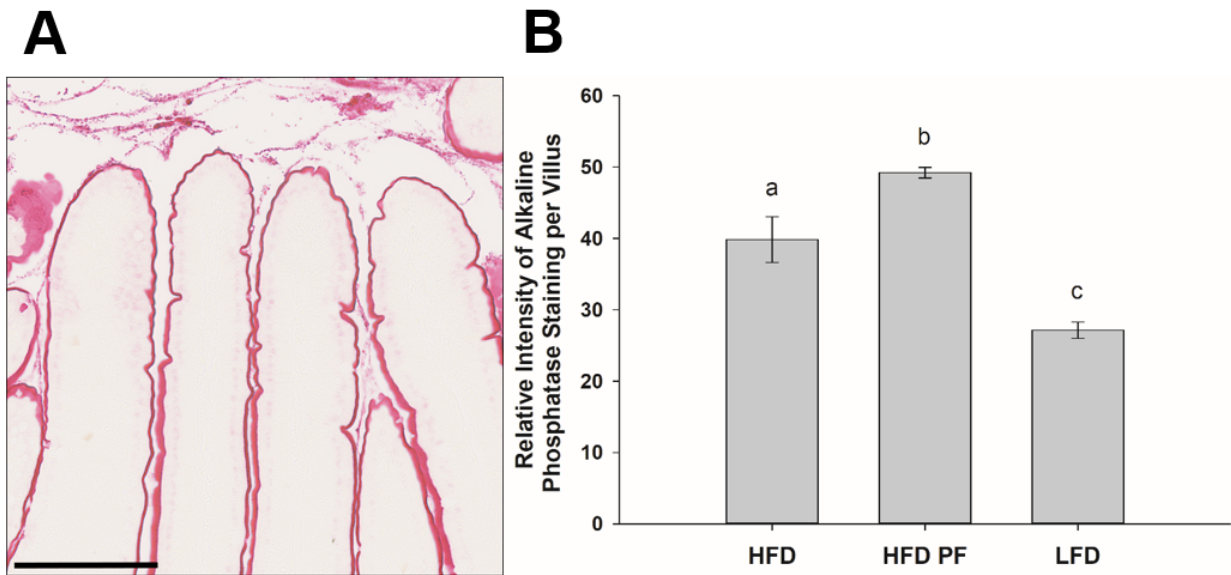 A
B
Relative Intensity of Alkaline
Phosphatase Staining per Villus
60
50
40
30
20
10
0
a
b
c
HFD
HFD PF
LFD